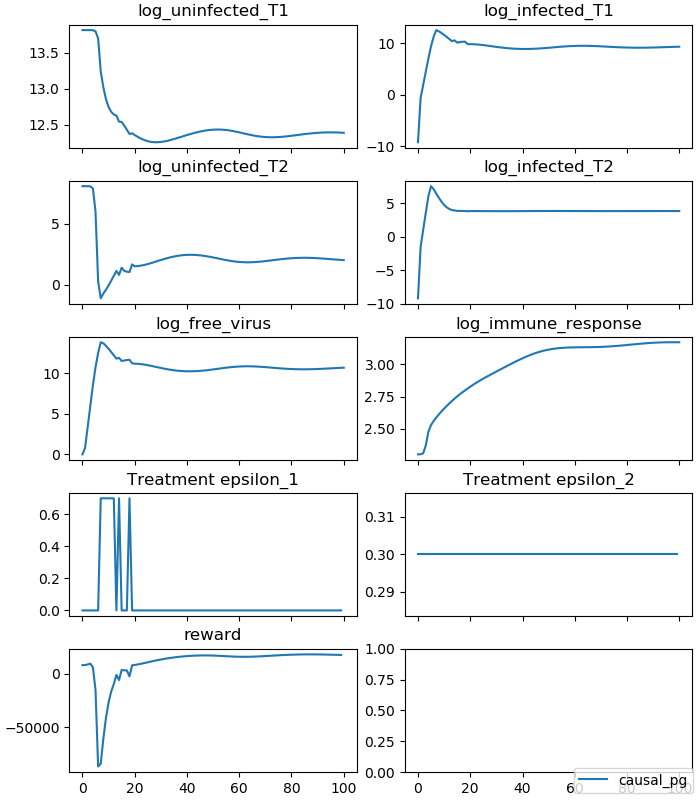 log_uninfected_T1
13.5
13.0
12.5
log_infected_T1
10
0
−10
log_uninfected_T2
5
0
log_infected_T2
5
0
−5
−10
log_free_virus
10
5
0
log_immune_response
3.00
2.75
2.50
Treatment epsilon_1
0.6
0.4
0.2
0.0
Treatment epsilon_2
0.31
0.30
0.29
reward
0
−50000
0 20 40 60 80 100
1.00
0.75
0.50
0.25
0.00
0 20 40 60 80 100
causal_pg